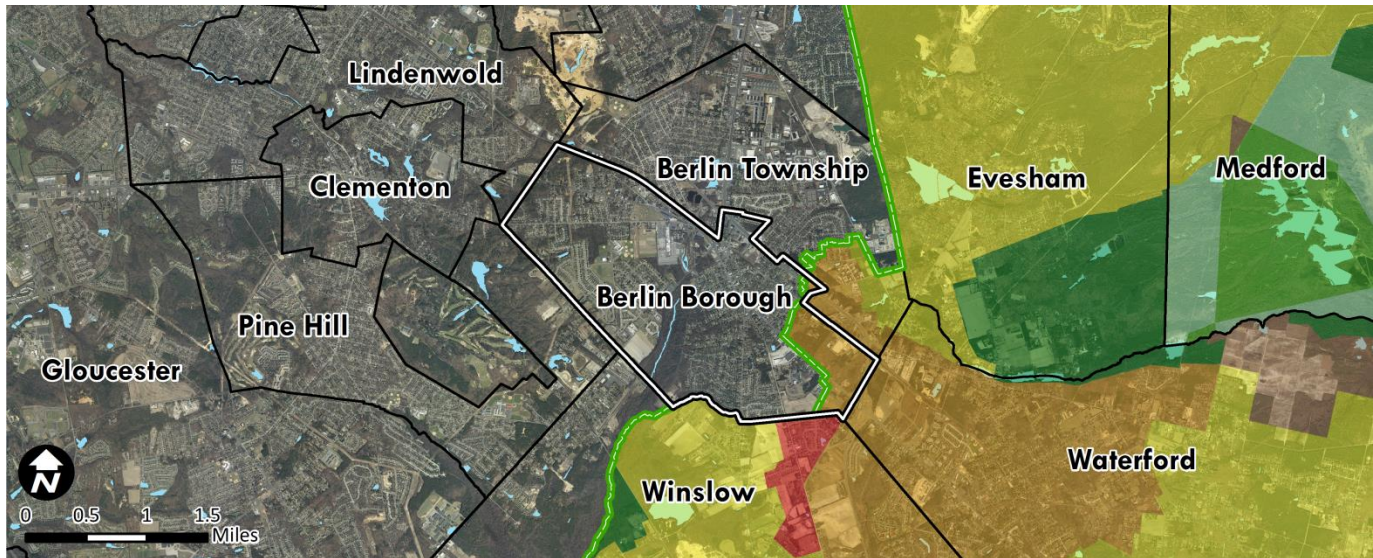 Lindenwold
Berlin Township
Evesham
Medford
Clementon
Berlin Borough
Pine Hill
Gloucester
Waterford
Winslow
N
0 0.5 1 1.5
Miles